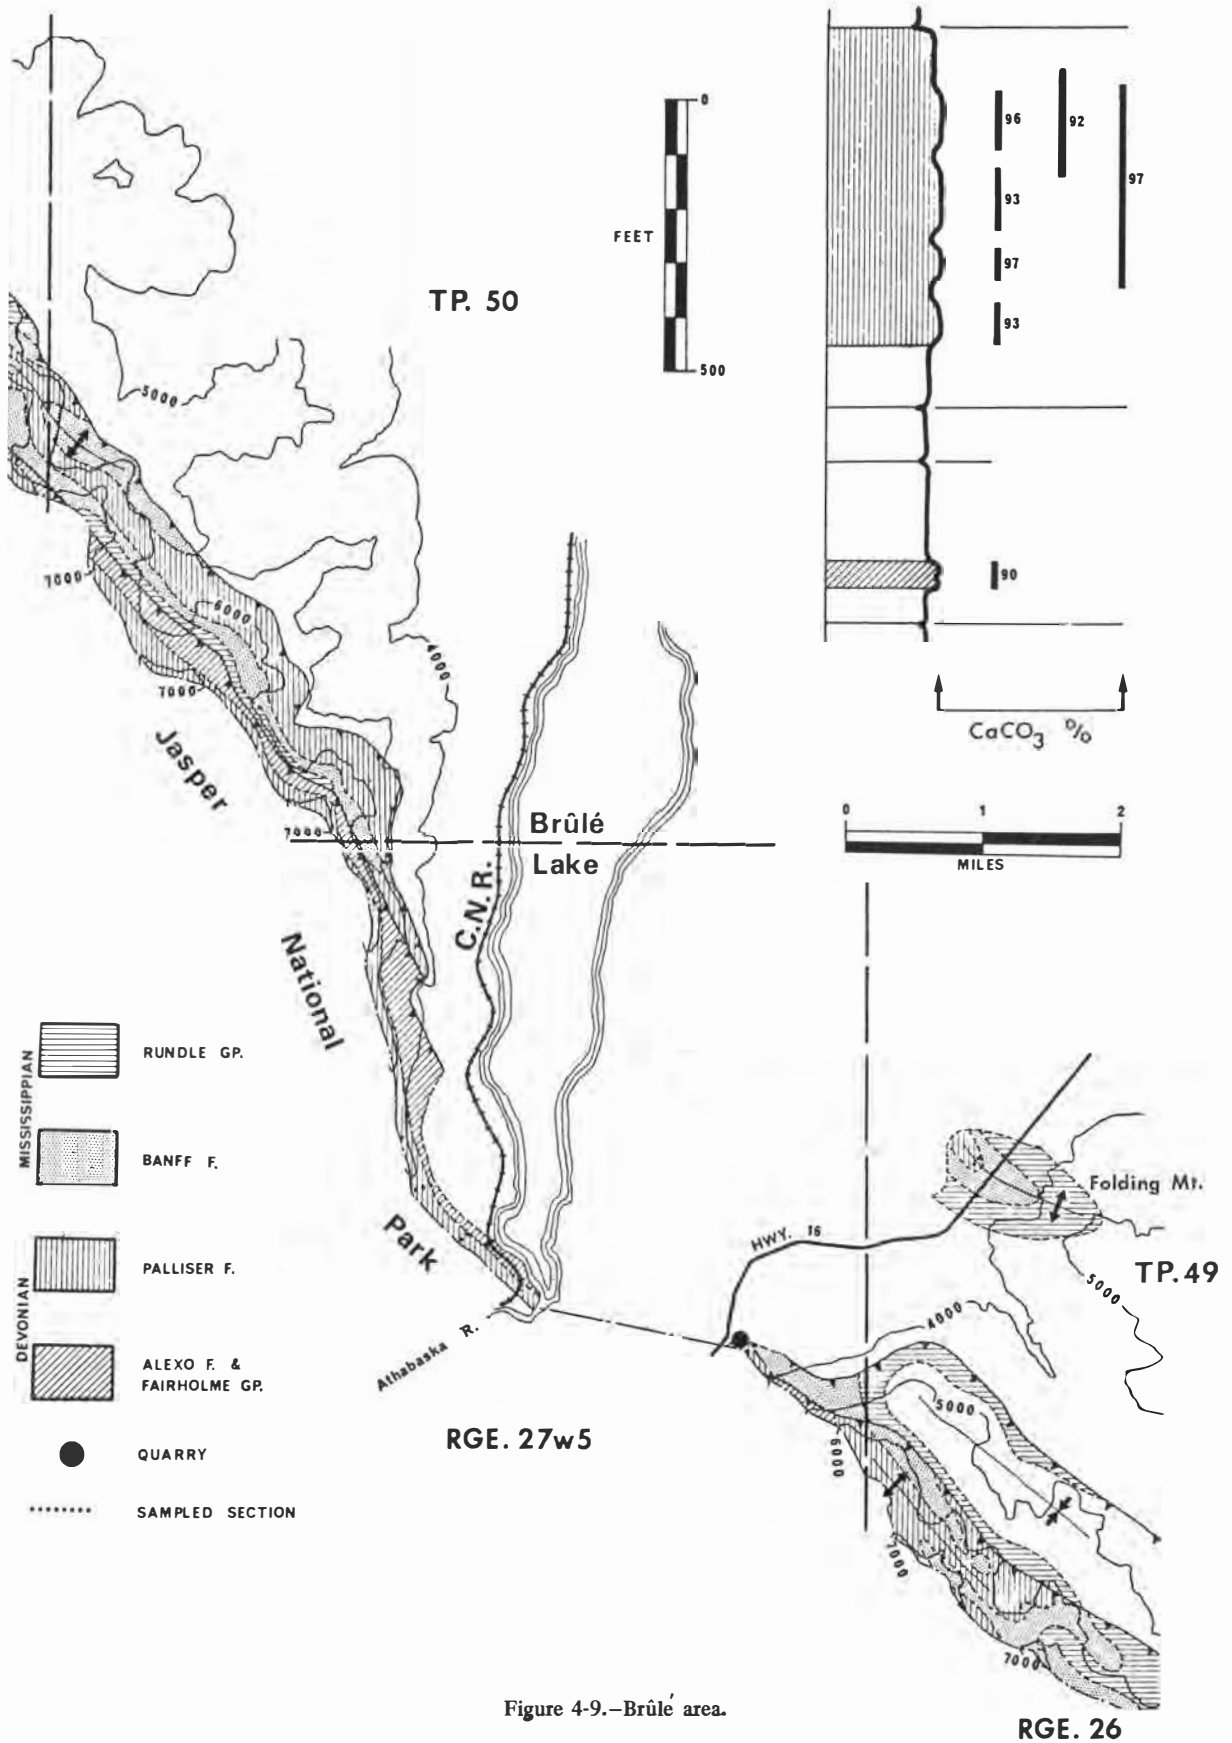 0
FEET
500
96
92
97
93
97
93
90
CaCO3 %
TP. 50
5000
7000
6000
4000
7000
Jasper
7000
Brûlé
Lake
C.N.R.
National
Park
0 1 2
MILES
MISSISSIPPIAN
RUNDLE GP.
BANFF F.
DEVONIAN
PALLISER F.
ALEXO F. &
FAIRHOLME GP.
QUARRY
SAMPLED SECTION
Folding Mt.
HWY. 16
TP.49
5000
4000
Athabaska R.
RGE. 27w5
5000
6000
7000
7000
Figure 4-9.–Brûlé area.
RGE. 26